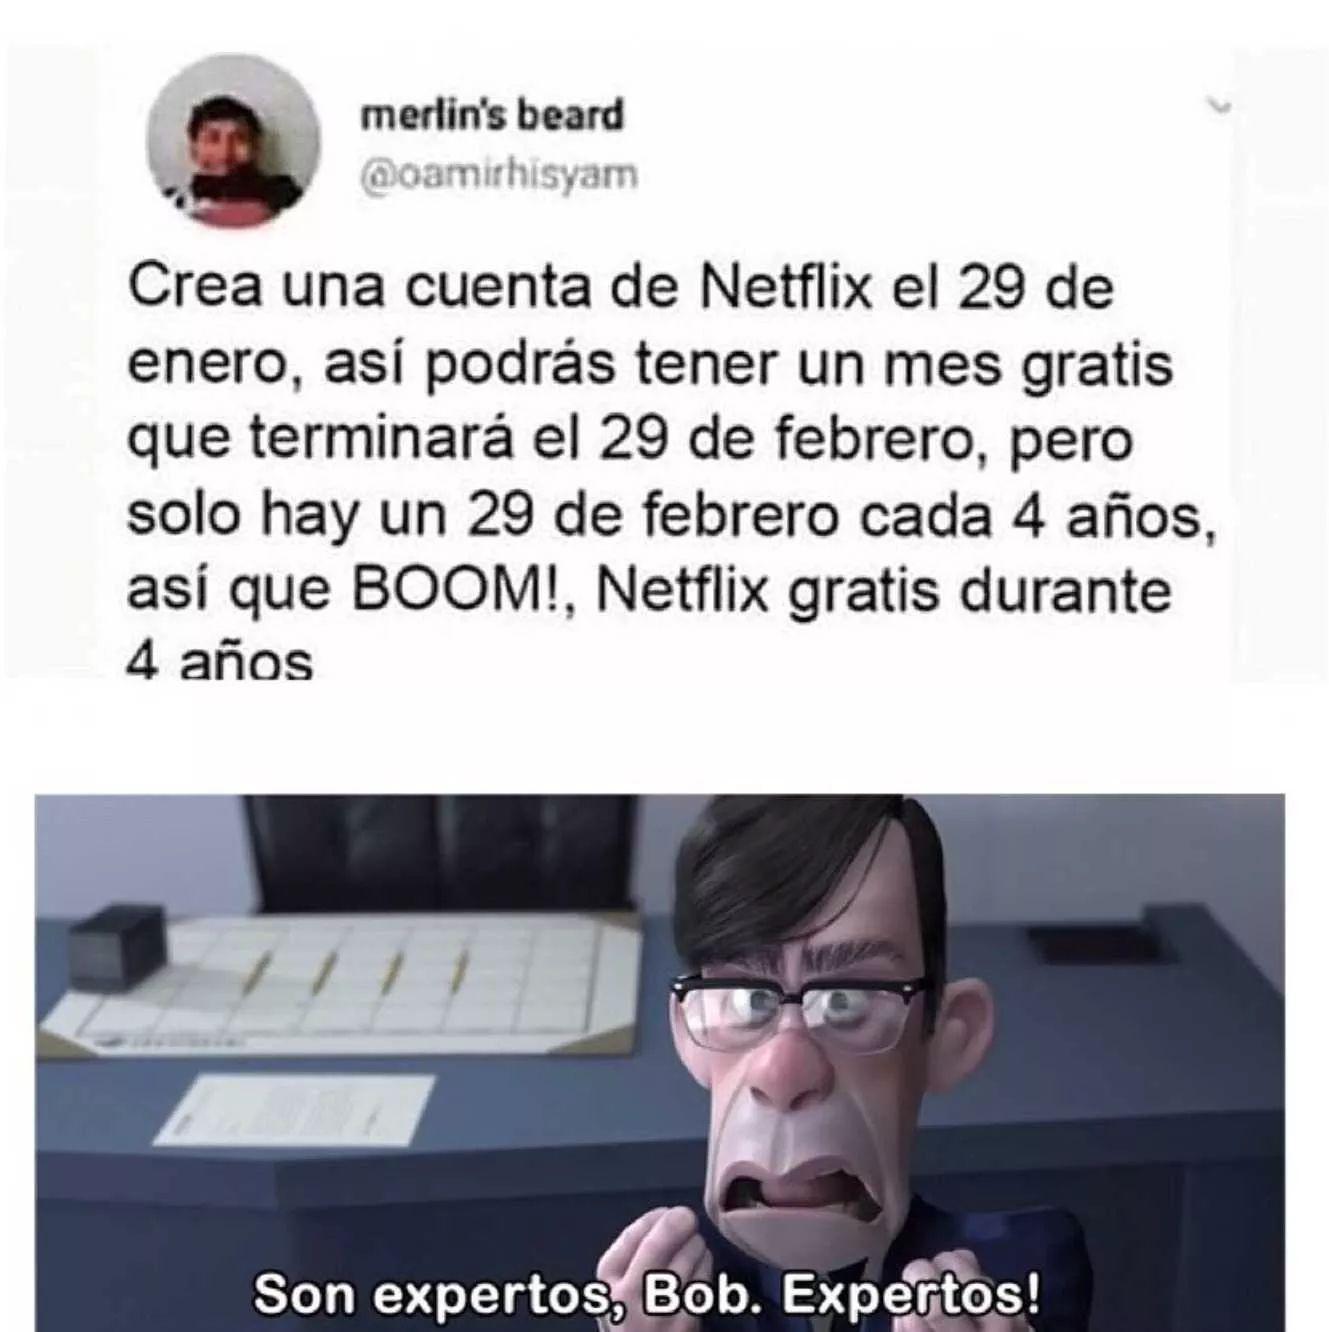 merlin's beard
@oamirhisyam
Crea una cuenta de Netflix el 29 de
enero, así podrás tener un mes gratis
que terminará el 29 de febrero, pero
solo hay un 29 de febrero cada 4 años,
así que BOOM!, Netflix gratis durante
4 años
Son expertos, Bob. Expertos!